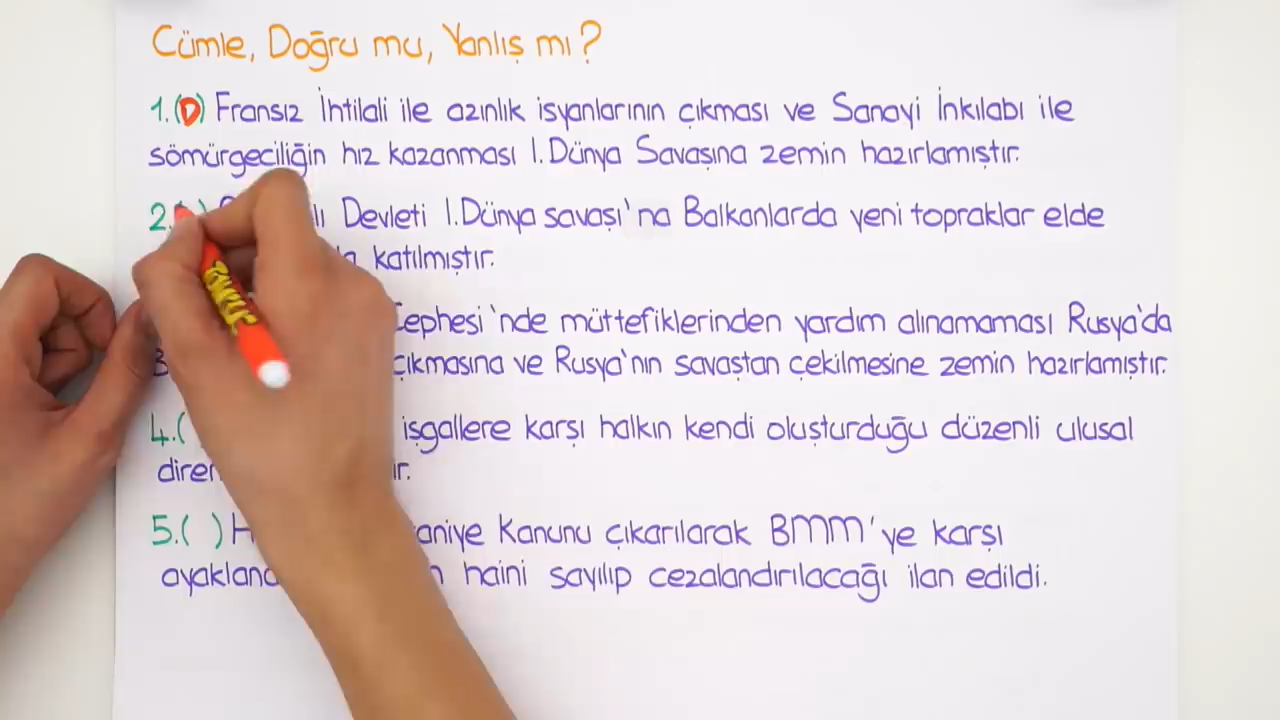 Cümle, Doğru mu, Yanlış mı?
1.(D) Fransız İhtilali ile azınlık isyanlarının çıkması ve Sanayi İnkılabı ile
sömürgeciliğin hız kazanması I.Dünya Savaşına zemin hazırlamıştır.
2. Devleti I.Dünya savaşı'na Balkanlarda yeni topraklar elde
katılmıştır.
Cephesi'nde müttefiklerinden yardım alınamaması Rusya'da
çıkmasına ve Rusya'nın savaştan çekilmesine zemin hazırlamıştır.
4.( işgallere karşı halkın kendi oluşturduğu düzenli ulusal
5.( ) Kanunu çıkarılarak BMM'ye karşı
haini sayılıp cezalandırılacağı ilan edildi.